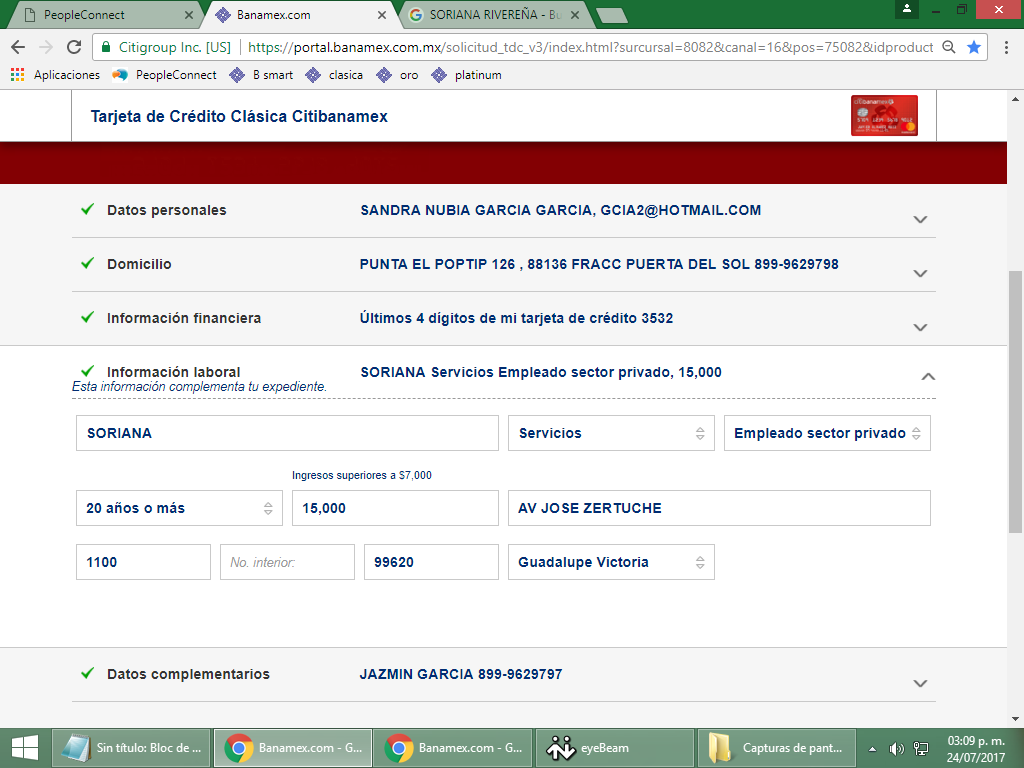 PeopleConnect
Banamex.com
SORIANA RIVEREÑA - Bu
Citigroup Inc. [US]
https://portal.banamex.com.mx/solicitud_tdc_v3/index.html?surcursal=8082&canal=16&pos=75082&idproduct
Aplicaciones
PeopleConnect
B smart
clasica
oro
platinum
Tarjeta de Crédito Clásica Citibanamex
Datos personales
SANDRA NUBIA GARCIA GARCIA, GCIA2@HOTMAIL.COM
Domicilio
PUNTA EL POPTIP 126 , 88136 FRACC PUERTA DEL SOL 899-9629798
Información financiera
Últimos 4 dígitos de mi tarjeta de crédito 3532
Información laboral
SORIANA Servicios Empleado sector privado, 15,000
Esta información complementa tu expediente.
SORIANA
Servicios
Empleado sector privado
Ingresos superiores a $7,000
20 años o más
15,000
AV JOSE ZERTUCHE
1100
No. interior:
99620
Guadalupe Victoria
Datos complementarios
JAZMIN GARCIA 899-9629797
Sin título: Bloc de ...
Banamex.com - G...
Banamex.com - G...
eyeBeam
Capturas de pant...
03:09 p. m.
24/07/2017